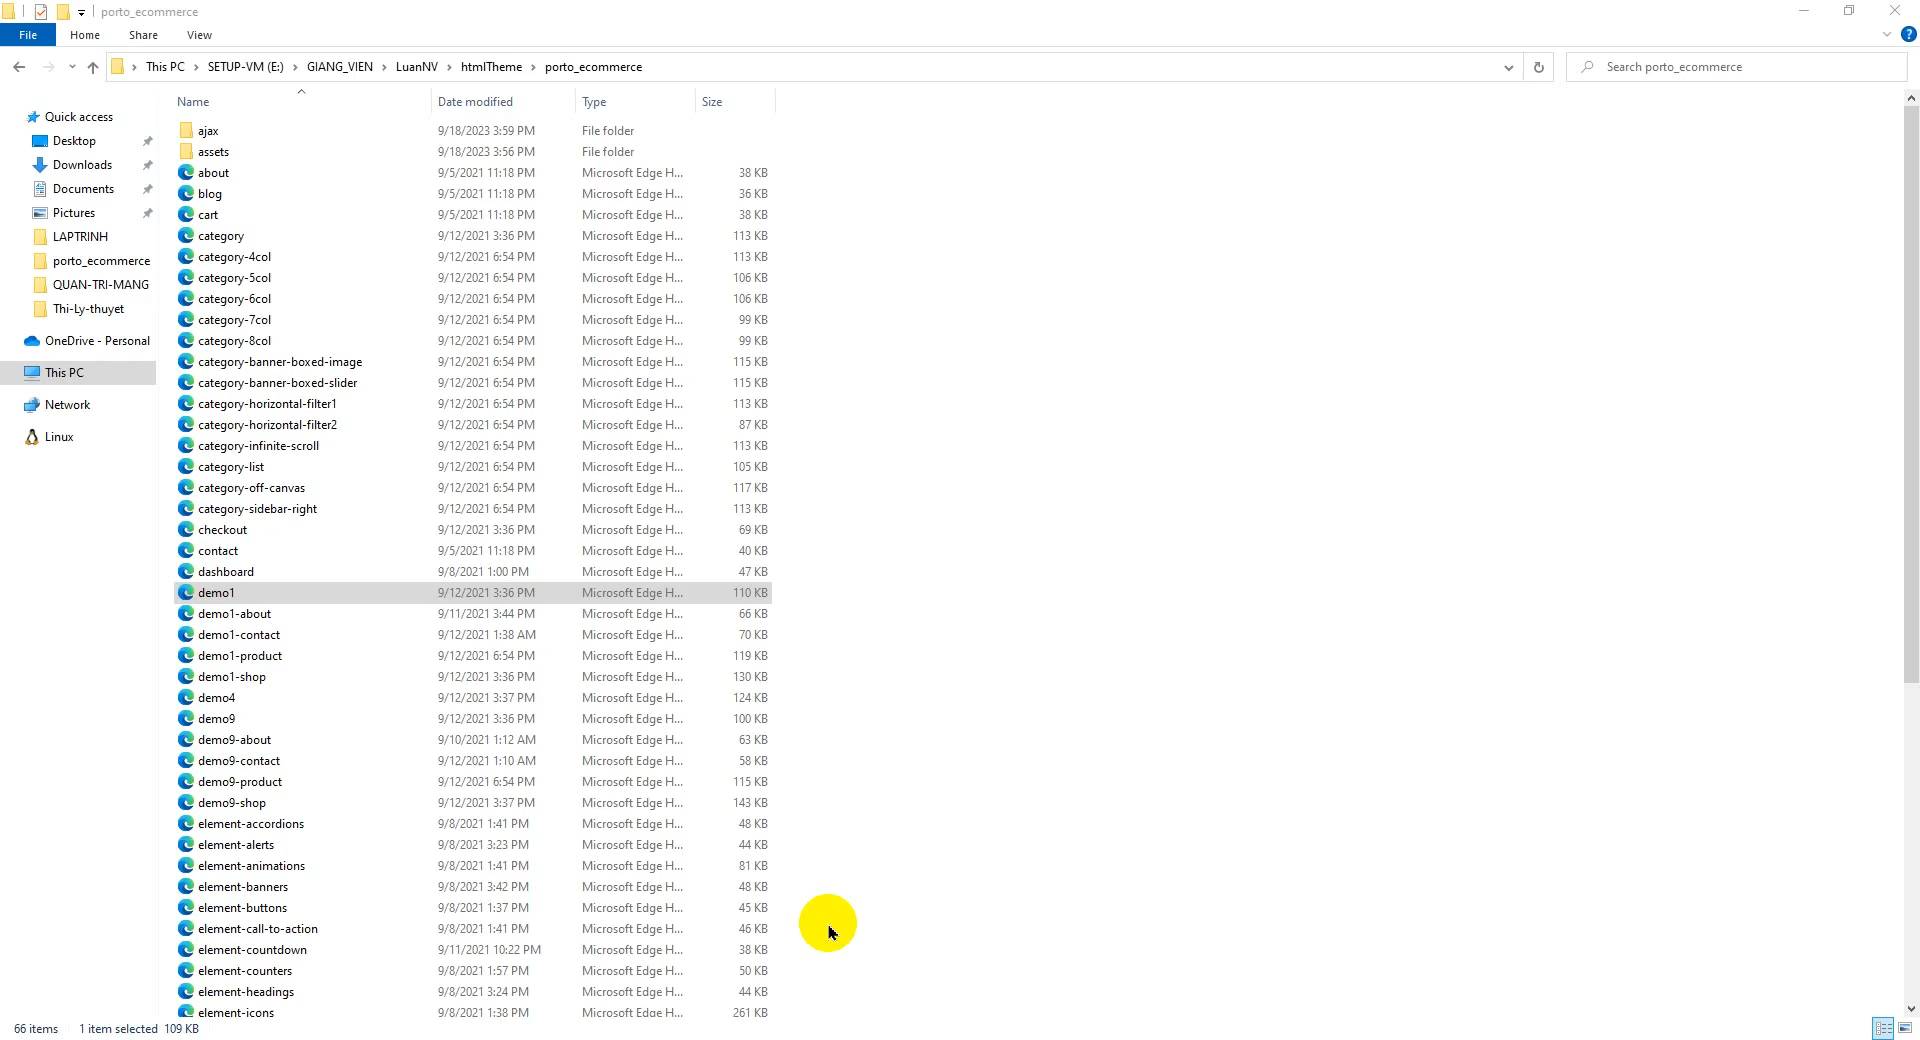 porto_ecommerce
File Home Share View
This PC SETUP-VM (E:) GIANG_VIEN LuanNV htmlTheme porto_ecommerce
Search porto_ecommerce
Name Date modified Type Size
Quick access
Desktop
Downloads
Documents
Pictures
LAPTRINH
porto_ecommerce
QUAN-TRI-MANG
Thi-Ly-thuyet
OneDrive - Personal
This PC
Network
Linux
ajax 9/18/2023 3:59 PM File folder
assets 9/18/2023 3:56 PM File folder
about 9/5/2021 11:18 PM Microsoft Edge H... 38 KB
blog 9/5/2021 11:18 PM Microsoft Edge H... 36 KB
cart 9/5/2021 11:18 PM Microsoft Edge H... 38 KB
category 9/12/2021 3:36 PM Microsoft Edge H... 113 KB
category-4col 9/12/2021 6:54 PM Microsoft Edge H... 113 KB
category-5col 9/12/2021 6:54 PM Microsoft Edge H... 106 KB
category-6col 9/12/2021 6:54 PM Microsoft Edge H... 106 KB
category-7col 9/12/2021 6:54 PM Microsoft Edge H... 99 KB
category-8col 9/12/2021 6:54 PM Microsoft Edge H... 99 KB
category-banner-boxed-image 9/12/2021 6:54 PM Microsoft Edge H... 115 KB
category-banner-boxed-slider 9/12/2021 6:54 PM Microsoft Edge H... 115 KB
category-horizontal-filter1 9/12/2021 6:54 PM Microsoft Edge H... 113 KB
category-horizontal-filter2 9/12/2021 6:54 PM Microsoft Edge H... 87 KB
category-infinite-scroll 9/12/2021 6:54 PM Microsoft Edge H... 113 KB
category-list 9/12/2021 6:54 PM Microsoft Edge H... 105 KB
category-off-canvas 9/12/2021 6:54 PM Microsoft Edge H... 117 KB
category-sidebar-right 9/12/2021 6:54 PM Microsoft Edge H... 113 KB
checkout 9/12/2021 3:36 PM Microsoft Edge H... 69 KB
contact 9/5/2021 11:18 PM Microsoft Edge H... 40 KB
dashboard 9/8/2021 1:00 PM Microsoft Edge H... 47 KB
demo1 9/12/2021 3:36 PM Microsoft Edge H... 110 KB
demo1-about 9/11/2021 3:44 PM Microsoft Edge H... 66 KB
demo1-contact 9/12/2021 1:38 AM Microsoft Edge H... 70 KB
demo1-product 9/12/2021 6:54 PM Microsoft Edge H... 119 KB
demo1-shop 9/12/2021 3:36 PM Microsoft Edge H... 130 KB
demo4 9/12/2021 3:37 PM Microsoft Edge H... 124 KB
demo9 9/12/2021 3:36 PM Microsoft Edge H... 100 KB
demo9-about 9/10/2021 1:12 AM Microsoft Edge H... 63 KB
demo9-contact 9/12/2021 1:10 AM Microsoft Edge H... 58 KB
demo9-product 9/12/2021 6:54 PM Microsoft Edge H... 115 KB
demo9-shop 9/12/2021 3:37 PM Microsoft Edge H... 143 KB
element-accordions 9/8/2021 1:41 PM Microsoft Edge H... 48 KB
element-alerts 9/8/2021 3:23 PM Microsoft Edge H... 44 KB
element-animations 9/8/2021 1:41 PM Microsoft Edge H... 81 KB
element-banners 9/8/2021 3:42 PM Microsoft Edge H... 48 KB
element-buttons 9/8/2021 1:37 PM Microsoft Edge H... 45 KB
element-call-to-action 9/8/2021 1:41 PM Microsoft Edge H... 46 KB
element-countdown 9/11/2021 10:22 PM Microsoft Edge H... 38 KB
element-counters 9/8/2021 1:57 PM Microsoft Edge H... 50 KB
element-headings 9/8/2021 3:24 PM Microsoft Edge H... 44 KB
element-icons 9/8/2021 1:38 PM Microsoft Edge H... 261 KB
66 items 1 item selected 109 KB